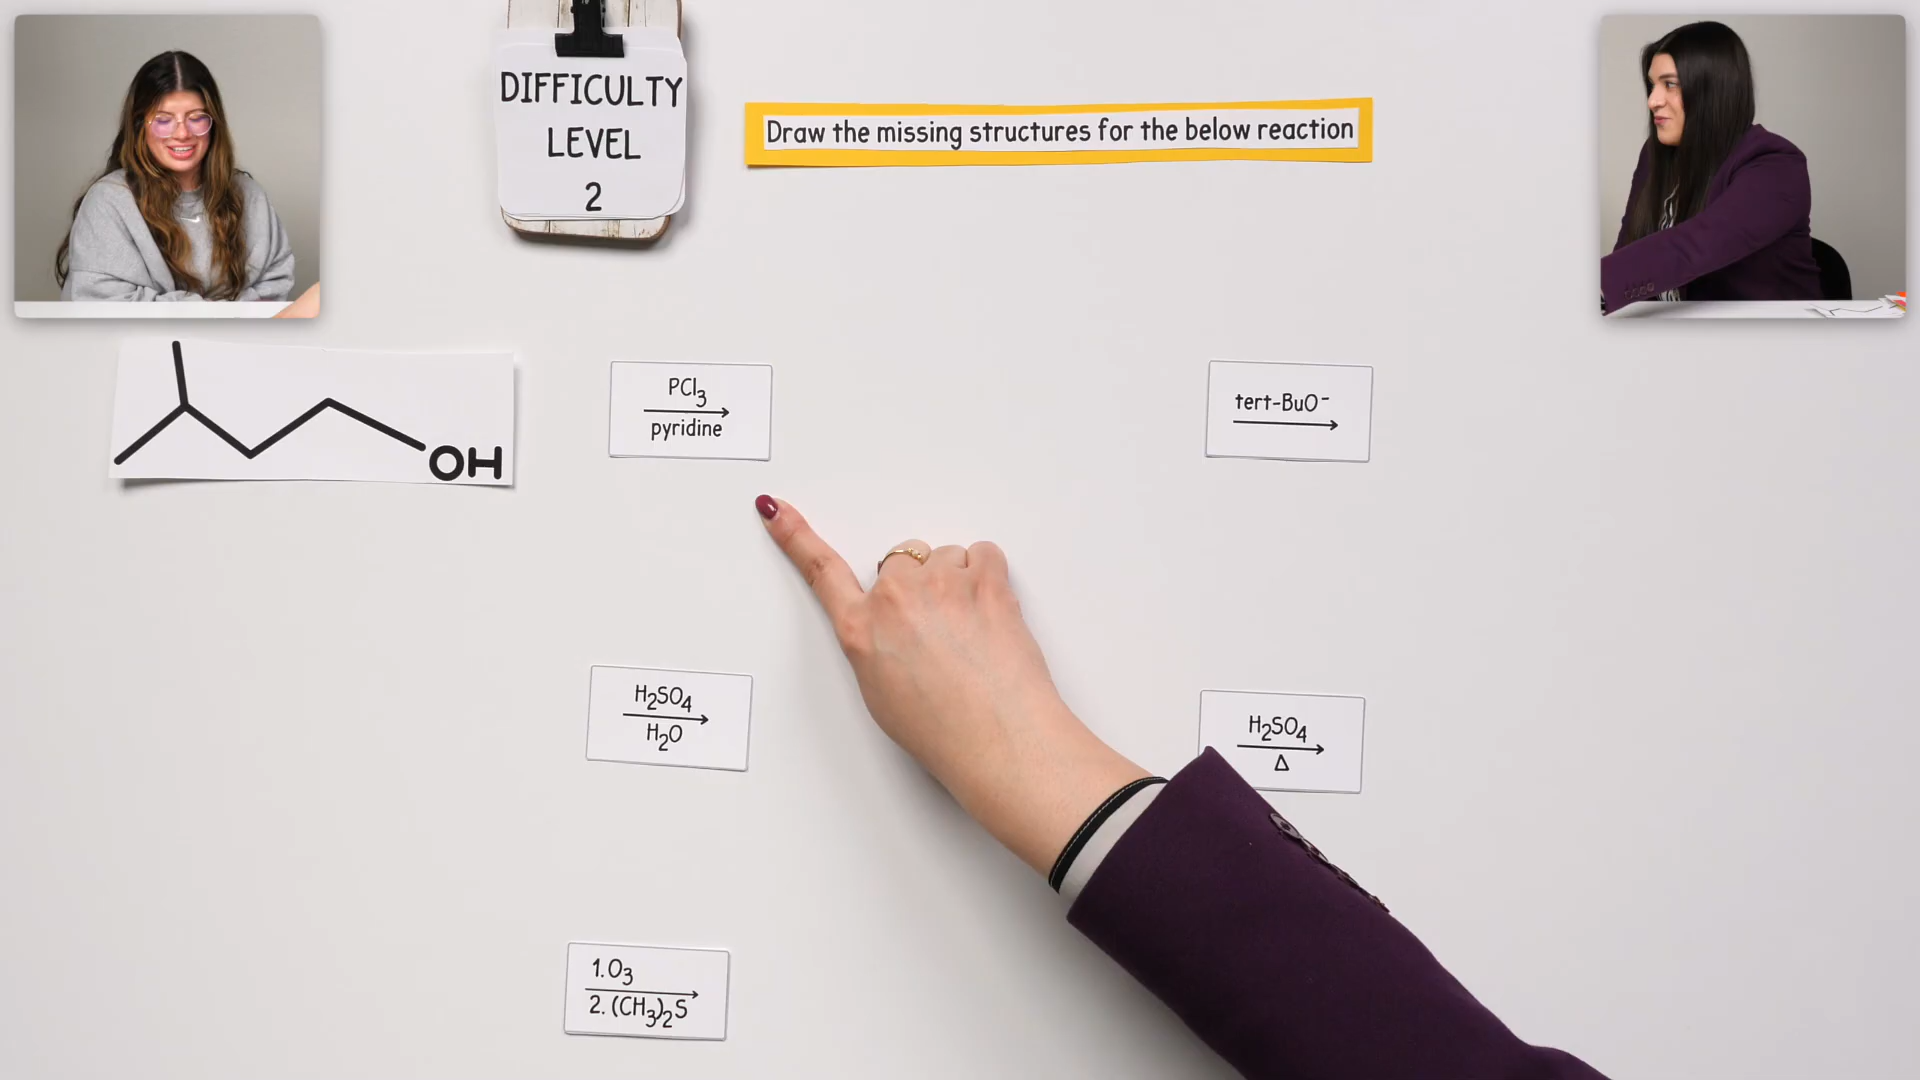 DIFFICULTY
LEVEL
2
Draw the missing structures for the below reaction
OH
PCl₃
pyridine
tert-BuO⁻
H₂SO₄
H₂O
H₂SO₄
Δ
1. O₃
2. (CH₃)₂S